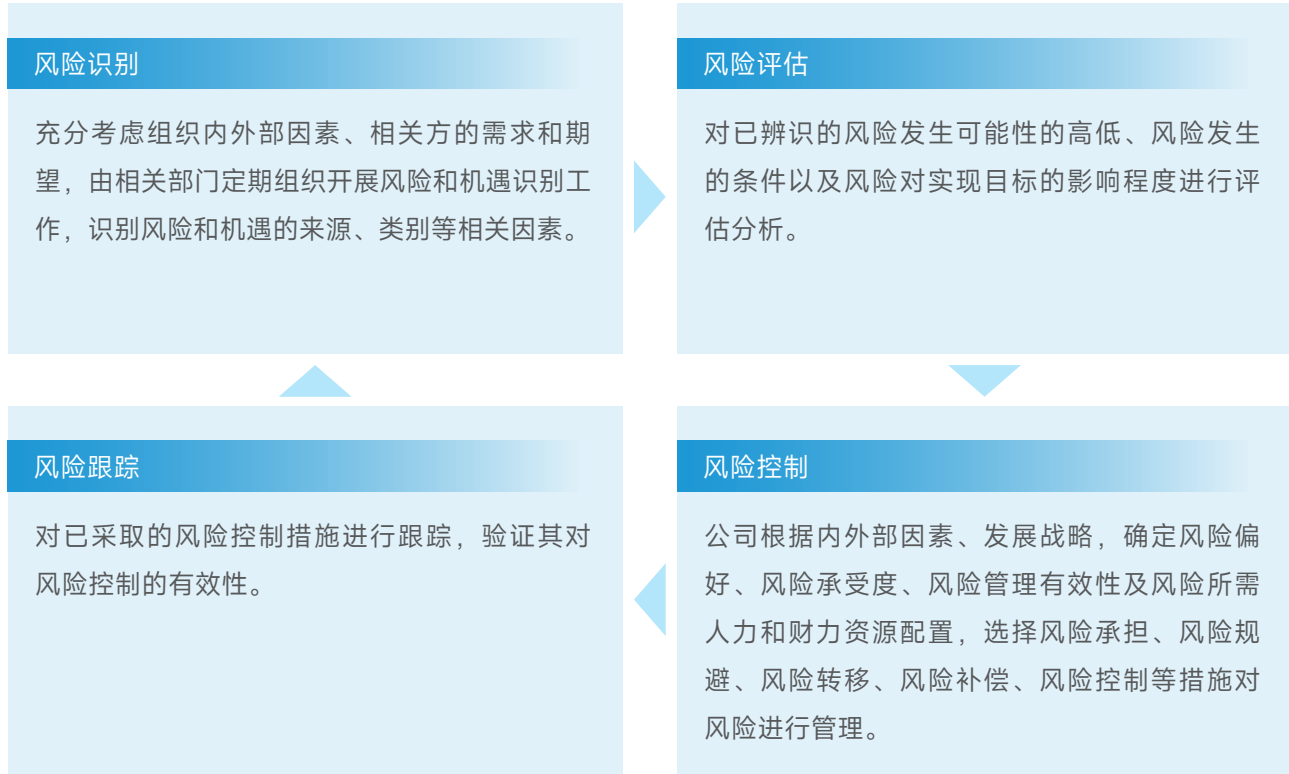 风险识别
充分考虑组织内外部因素、相关方的需求和期
望，由相关部门定期组织开展风险和机遇识别工
作，识别风险和机遇的来源、类别等相关因素。
风险评估
对已辨识的风险发生可能性的高低、风险发生
的条件以及风险对实现目标的影响程度进行评
估分析。
风险控制
公司根据内外部因素、发展战略，确定风险偏
好、风险承受度、风险管理有效性及风险所需
人力和财力资源配置，选择风险承担、风险规
避、风险转移、风险补偿、风险控制等措施对
风险进行管理。
风险跟踪
对已采取的风险控制措施进行跟踪，验证其对
风险控制的有效性。